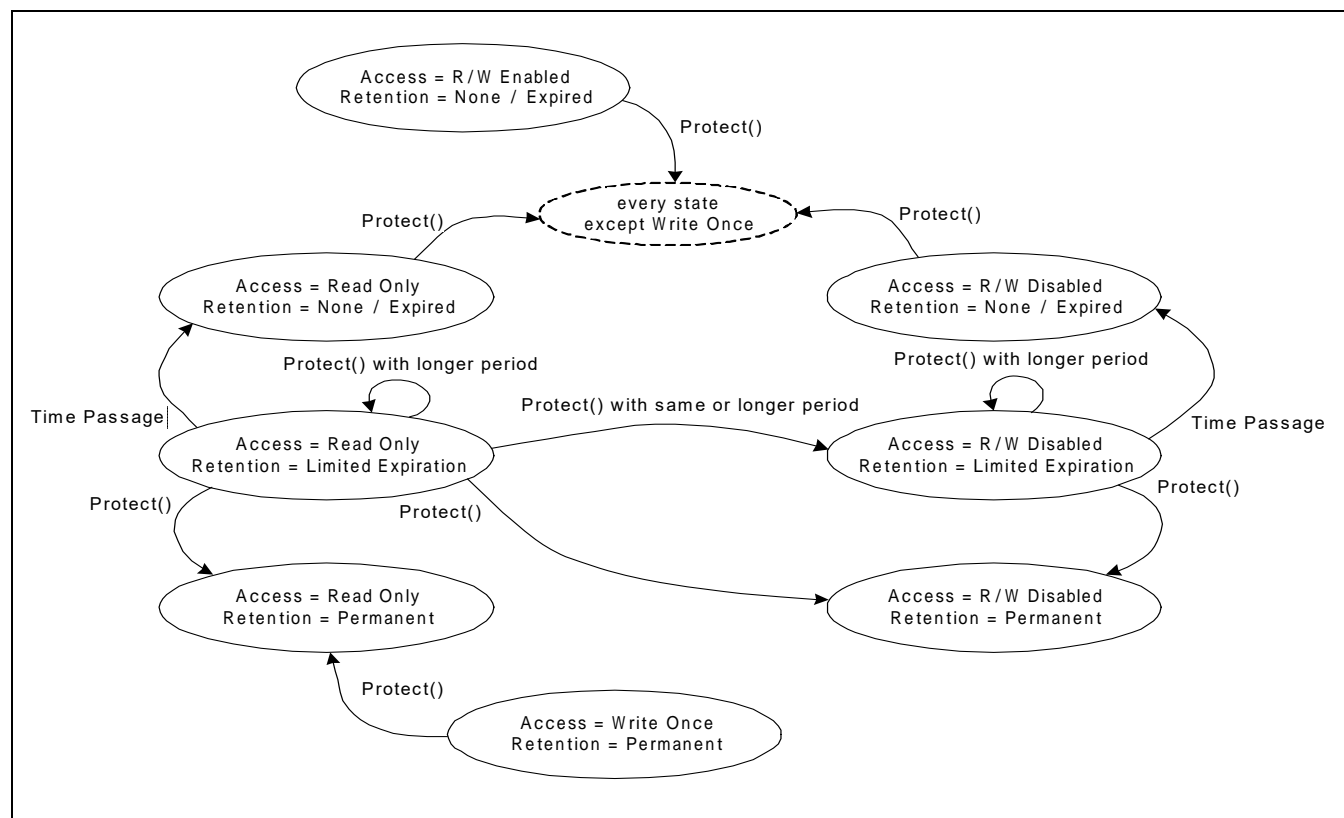 Access = R/W Enabled
Retention = None / Expired
Protect()
every state
except Write Once
Protect()
Protect()
Access = Read Only
Retention = None / Expired
Access = R/W Disabled
Retention = None / Expired
Protect() with longer period
Protect() with longer period
Time Passage
Protect() with same or longer period
Time Passage
Access = Read Only
Retention = Limited Expiration
Access = R/W Disabled
Retention = Limited Expiration
Protect()
Protect()
Protect()
Access = Read Only
Retention = Permanent
Access = R/W Disabled
Retention = Permanent
Protect()
Access = Write Once
Retention = Permanent